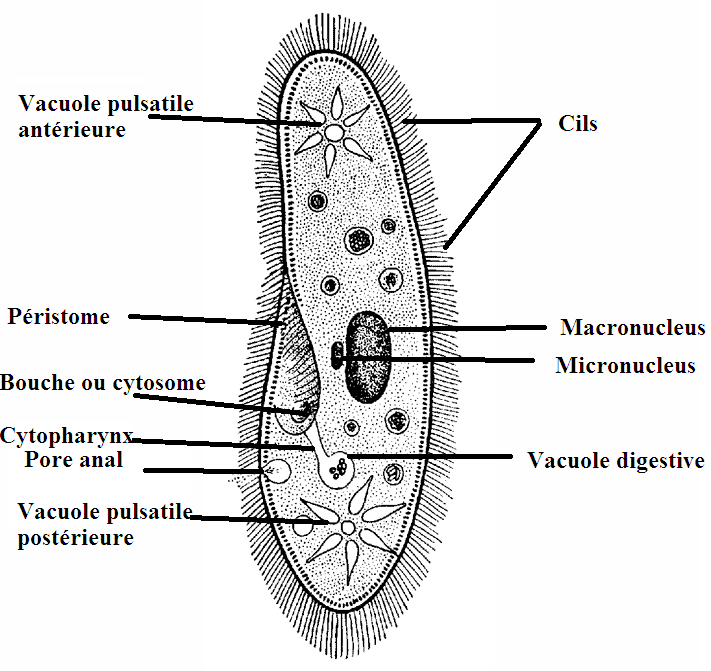 Vacuole pulsatile
antérieure
Cils
Péristome
Macronucleus
Micronucleus
Bouche ou cytosome
Cytopharynx
Pore anal
Vacuole digestive
Vacuole pulsatile
postérieure